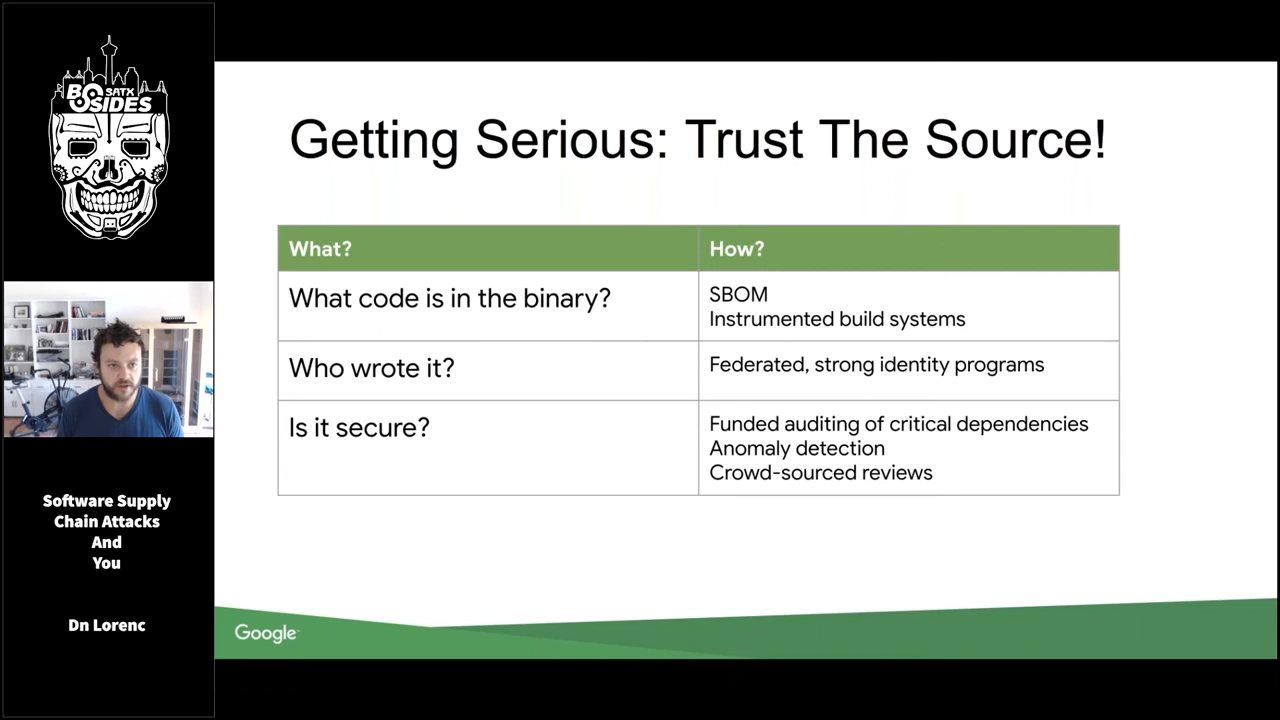 SATX
BSIDES
Software Supply
Chain Attacks
And
You
Dn Lorenc
Getting Serious: Trust The Source!
What?
How?
What code is in the binary?
SBOM
Instrumented build systems
Who wrote it?
Federated, strong identity programs
Is it secure?
Funded auditing of critical dependencies
Anomaly detection
Crowd-sourced reviews
Google